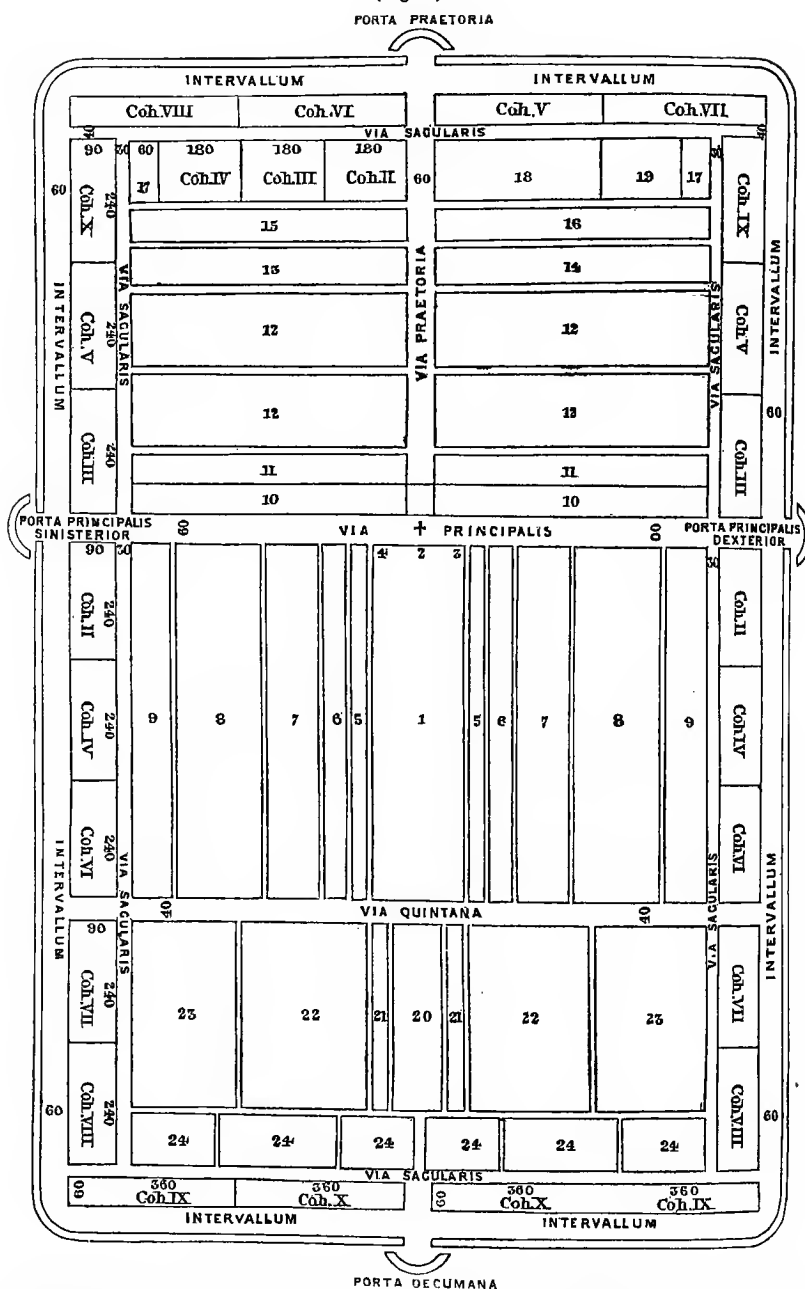 PORTA PRAETORIA
INTERVALLUM INTERVALLUM
Coh.VIII Coh.VI Coh.V Coh.VII
VIA SAGULARIS
90 30 60 180 180 180 60 30
60 240 17 Coh.IV Coh.III Coh.II 18 19 17
Coh.X Coh.IX
15 16
13 14
INTERVALLUM VIA SAGULARIS VIA PRAETORIA VIA SAGULARIS INTERVALLUM
Coh.V 240 12 12 Coh.V
Coh.III 240 12 13 Coh.III 60
11 11
10 10
PORTA PRINCIPALIS SINISTERIOR 60 VIA + PRINCIPALIS 00 PORTA PRINCIPALIS DEXTERIOR
90 30 4 2 3 30
Coh.II 240 Coh.II
Coh.IV 240 9 8 7 6 5 1 5 6 7 8 9 Coh.IV
Coh.VI 240 Coh.VI
INTERVALLUM VIA SAGULARIS VIA SAGULARIS INTERVALLUM
40 VIA QUINTANA 40
90
Coh.VII 240 23 22 21 20 21 22 23 Coh.VII
60 Coh.VIII 240 Coh.VIII 60
24 24 24 24 24 24
VIA SAGULARIS
60 360 360 60 360 360
Coh.IX Coh.X Coh.X Coh.IX
INTERVALLUM INTERVALLUM
PORTA DECUMANA